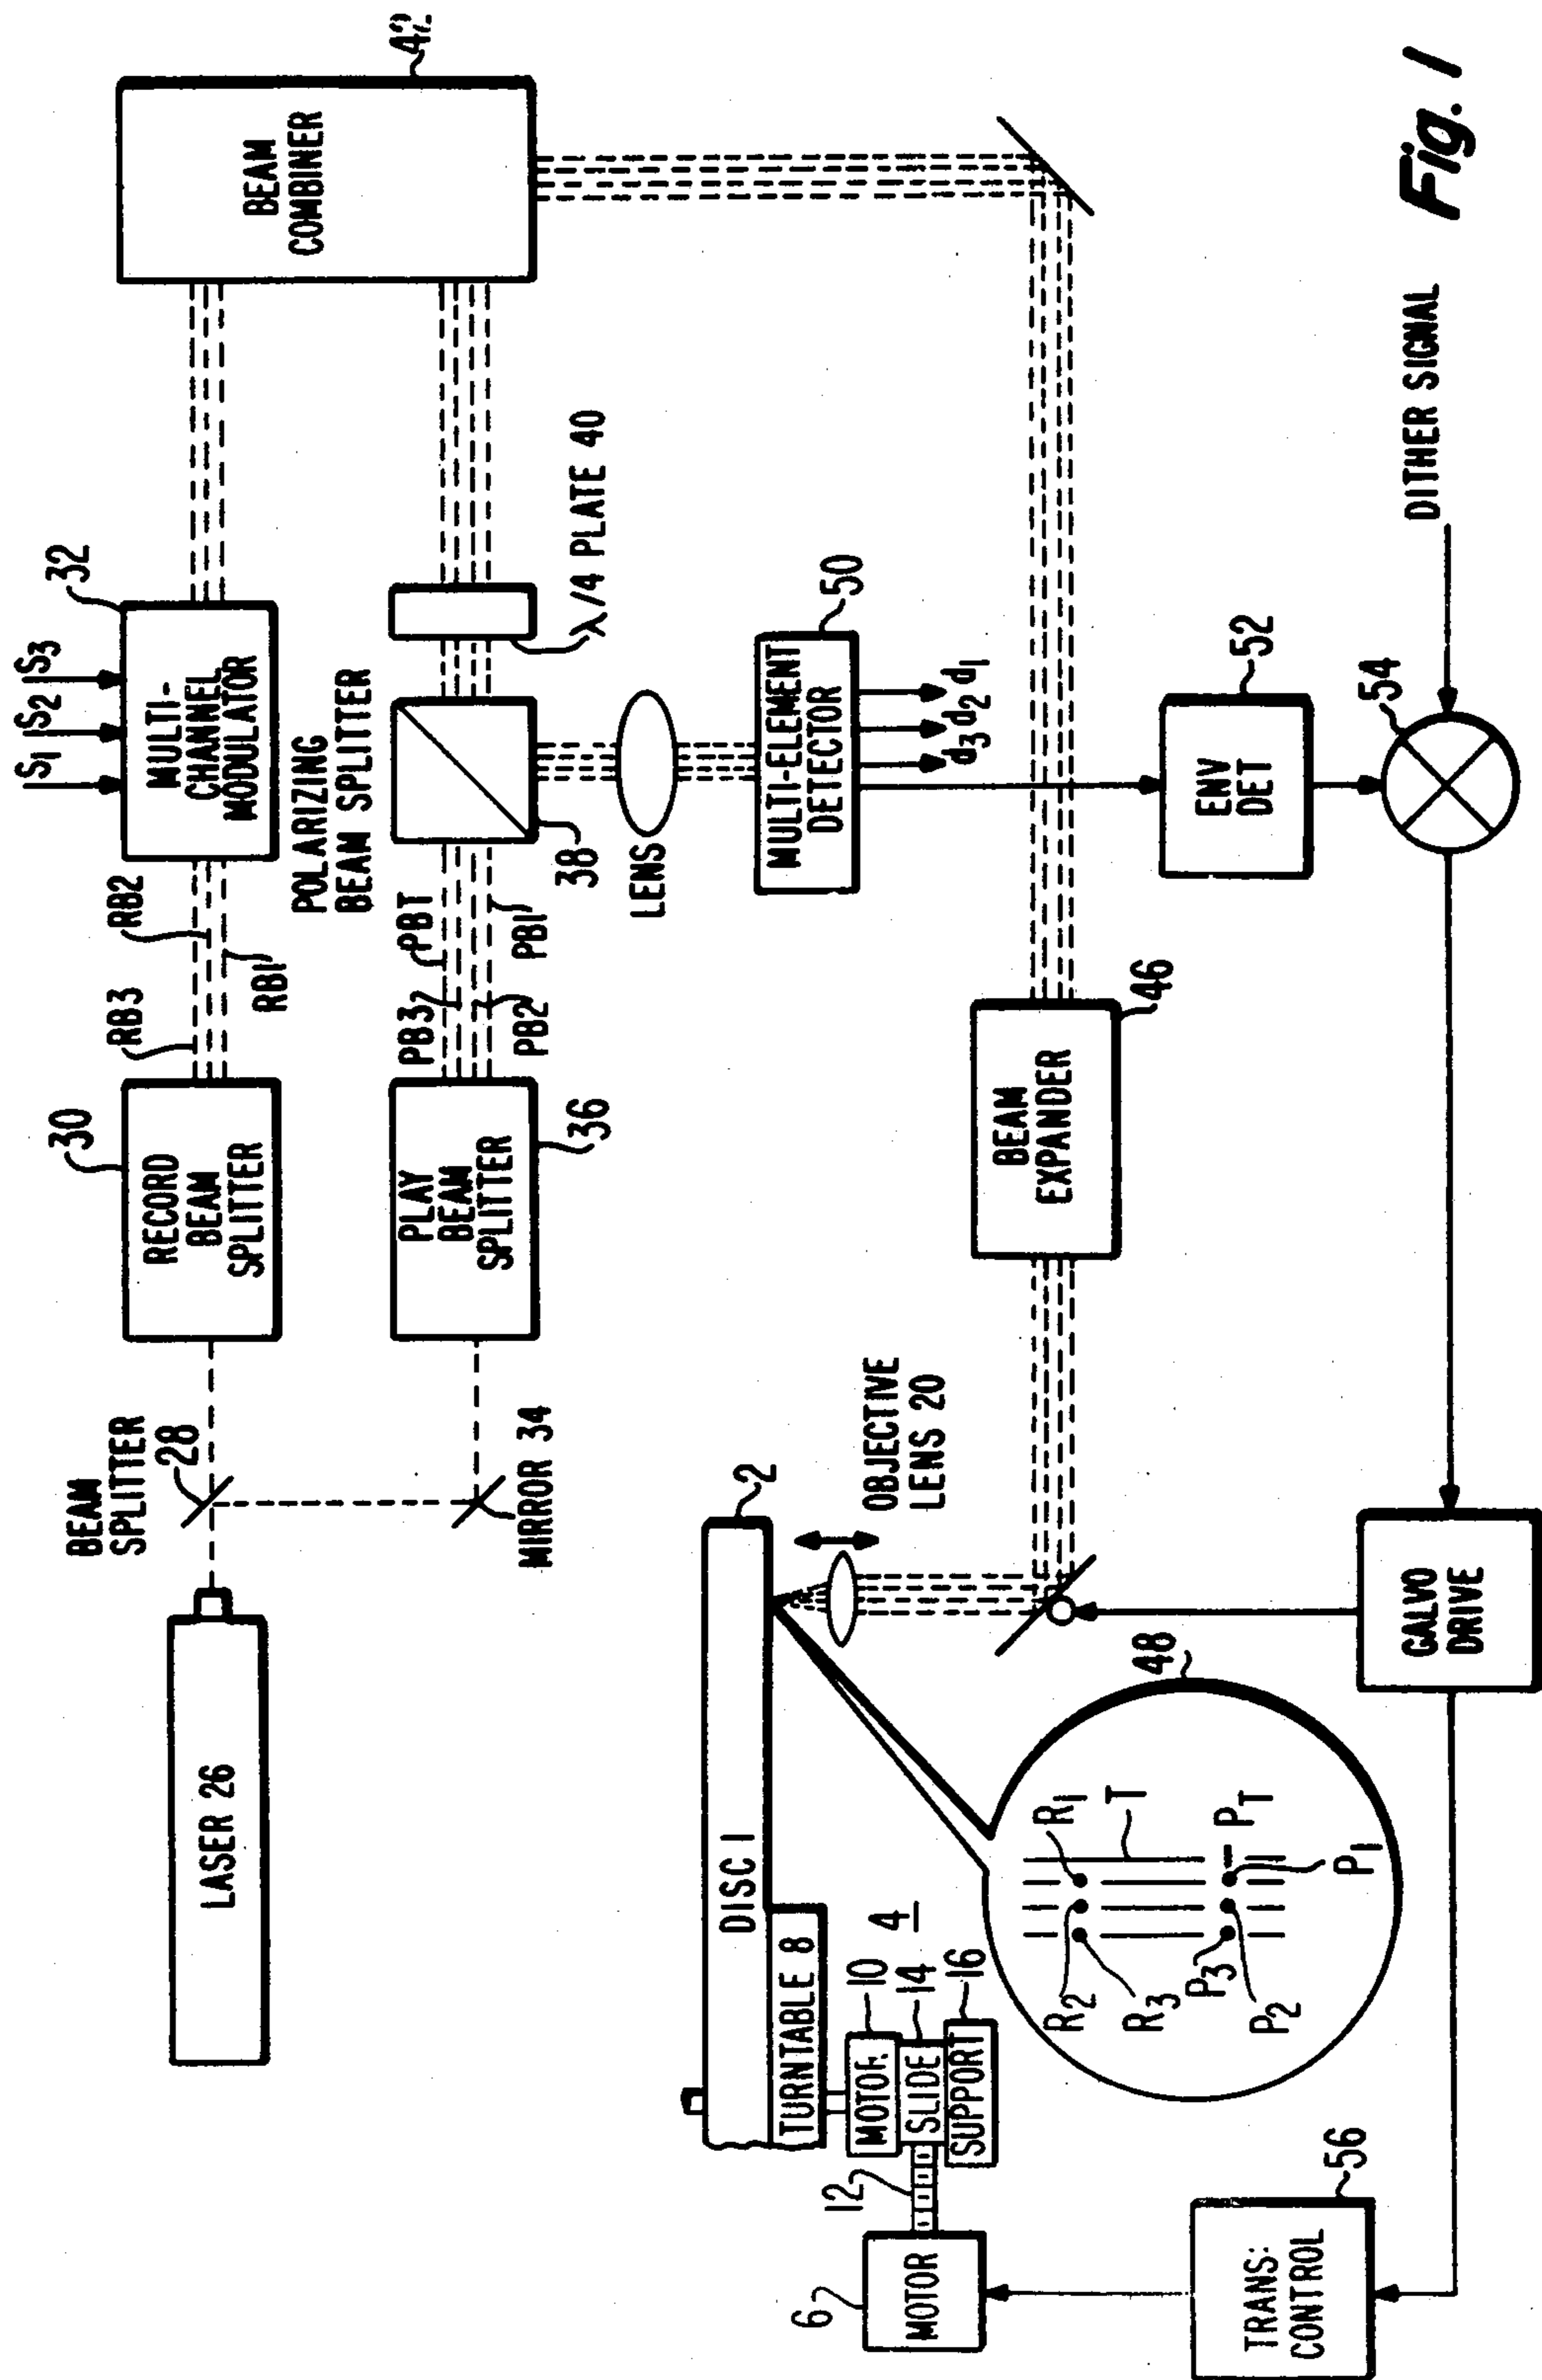 S1
S2
S3
32
MULTI-
CHANNEL
MODULATOR
BEAM
COMBINER
42
RB3
RB2
RB1
30
RECORD
BEAM
SPLITTER
BEAM
SPLITTER
28
LASER 26
MIRROR 34
PLAY
BEAM
SPLITTER
36
PB3
PBT
PB2
PB1
POLARIZING
BEAM SPLITTER
38
λ/4 PLATE 40
LENS
MULTI-ELEMENT
DETECTOR
50
d3 d2 d1
DISC 1
2
OBJECTIVE
LENS 20
TURNTABLE 8
4
MOTOR
10
SLIDE
14
SUPPORT
16
12
6
MOTOR
BEAM
EXPANDER
46
ENV
DET
52
54
DITHER SIGNAL
48
R1
R2
R3
T
P3
P2
P1
PT
GALVO
DRIVE
TRANS:
CONTROL
56
Fig. 1